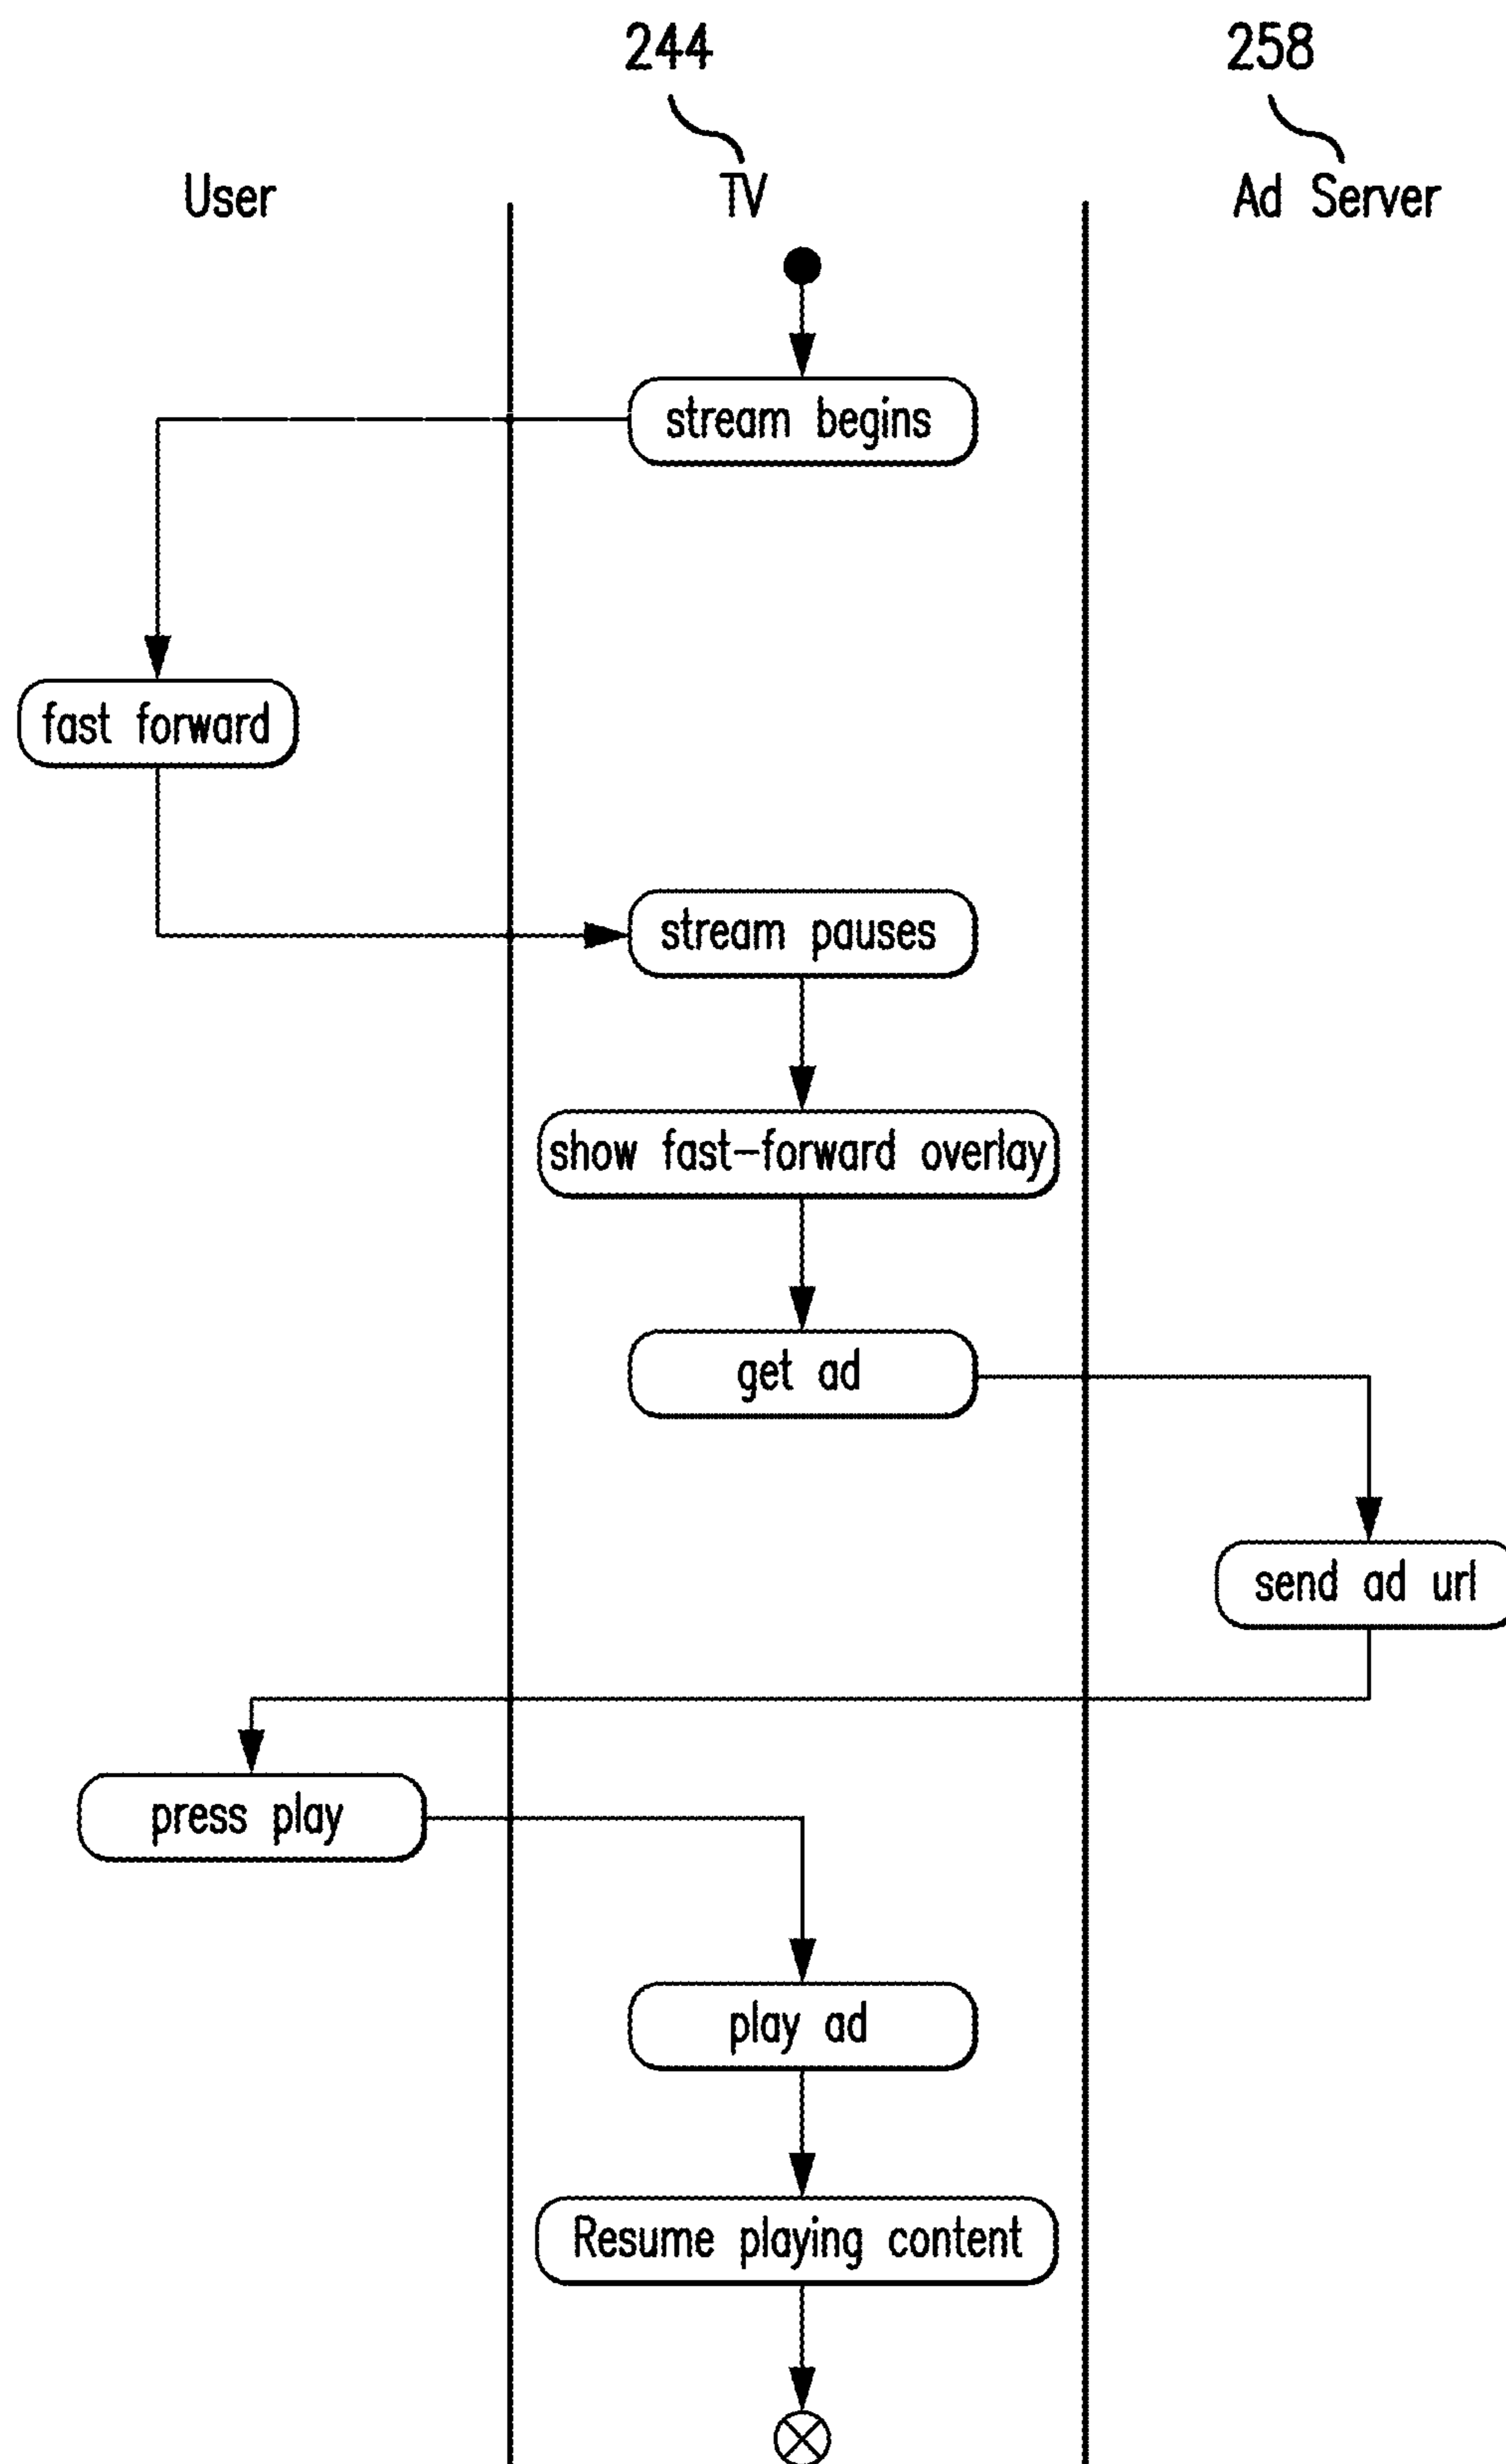 244
258
User
TV
Ad Server
stream begins
fast forward
stream pauses
show fast-forward overlay
get ad
send ad url
press play
play ad
Resume playing content